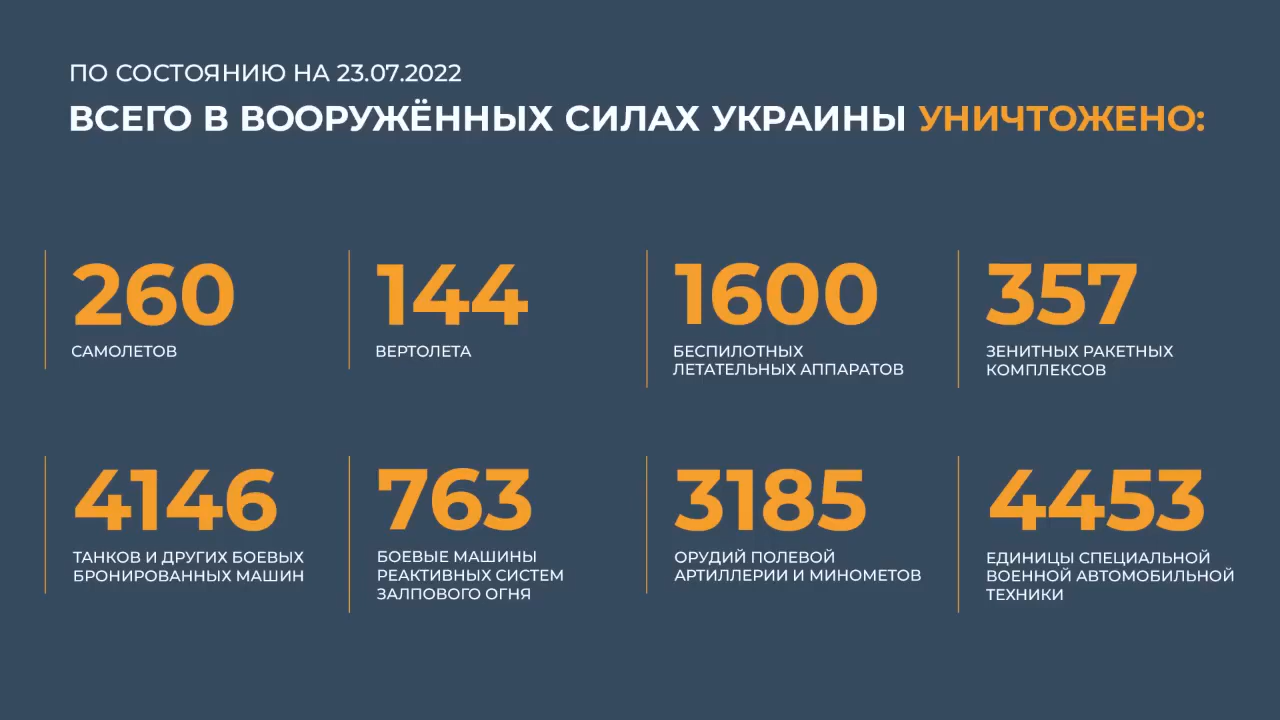 ПО СОСТОЯНИЮ НА 23.07.2022
ВСЕГО В ВООРУЖЁННЫХ СИЛАХ УКРАИНЫ УНИЧТОЖЕНО:
260
САМОЛЕТОВ
144
ВЕРТОЛЕТА
1600
БЕСПИЛОТНЫХ
ЛЕТАТЕЛЬНЫХ АППАРАТОВ
357
ЗЕНИТНЫХ РАКЕТНЫХ
КОМПЛЕКСОВ
4146
ТАНКОВ И ДРУГИХ БОЕВЫХ
БРОНИРОВАННЫХ МАШИН
763
БОЕВЫЕ МАШИНЫ
РЕАКТИВНЫХ СИСТЕМ
ЗАЛПОВОГО ОГНЯ
3185
ОРУДИЙ ПОЛЕВОЙ
АРТИЛЛЕРИИ И МИНОМЕТОВ
4453
ЕДИНИЦЫ СПЕЦИАЛЬНОЙ
ВОЕННОЙ АВТОМОБИЛЬНОЙ
ТЕХНИКИ